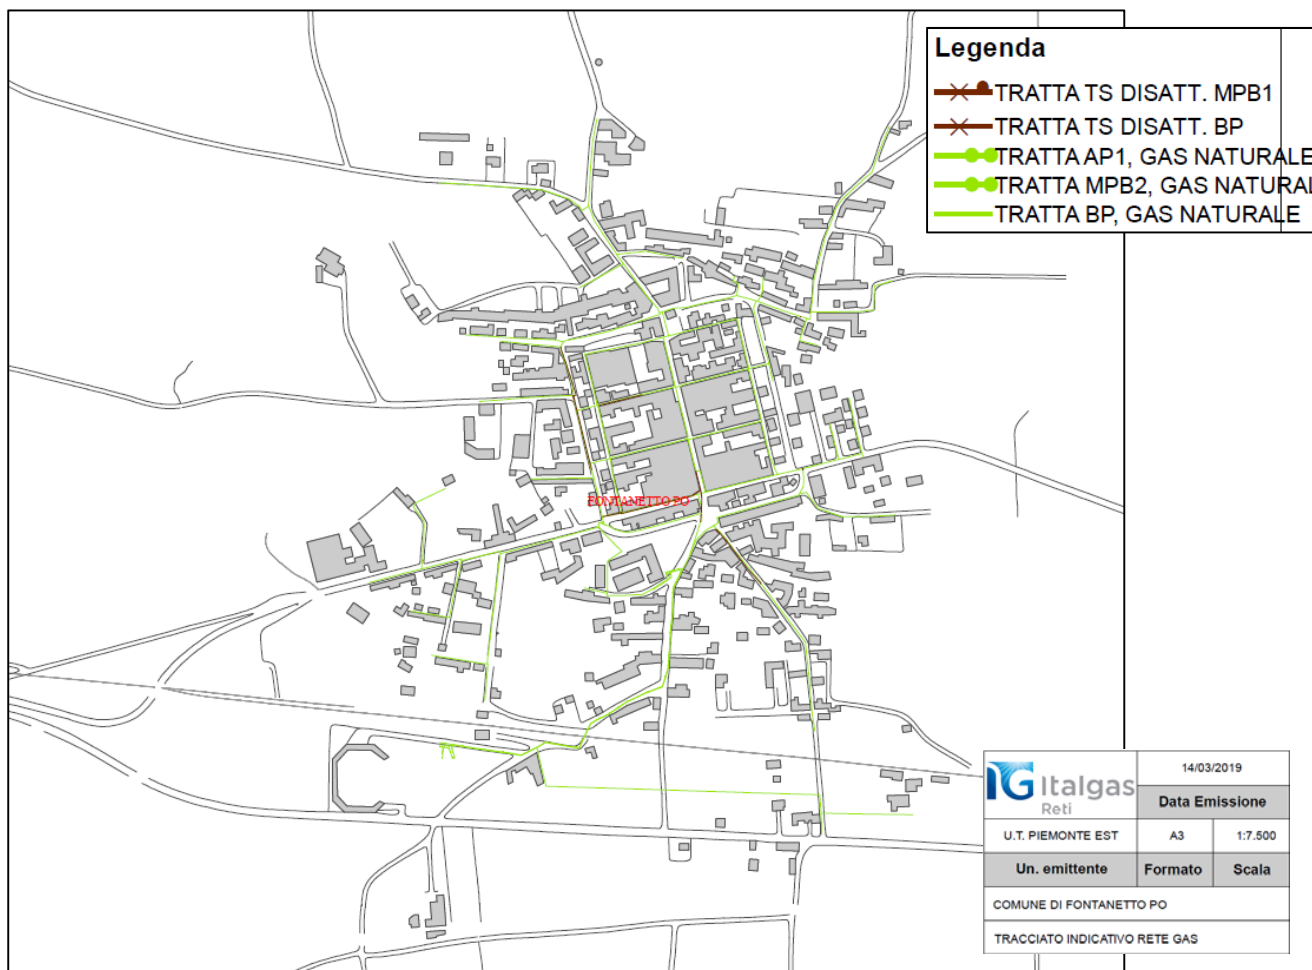 Legenda
TRATTA TS DISATT. MPB1
TRATTA TS DISATT. BP
TRATTA AP1, GAS NATURALE
TRATTA MPB2, GAS NATURAL
TRATTA BP, GAS NATURALE
FONTANETTO PO
IG Italgas
Reti
14/03/2019
Data Emissione
U.T. PIEMONTE EST
A3
1:7.500
Un. emittente
Formato
Scala
COMUNE DI FONTANETTO PO
TRACCIATO INDICATIVO RETE GAS